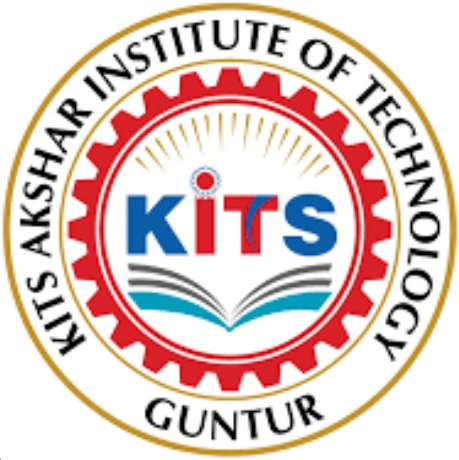 KITS AKSHAR INSTITUTE OF TECHNOLOGY
KiTS
GUNTUR